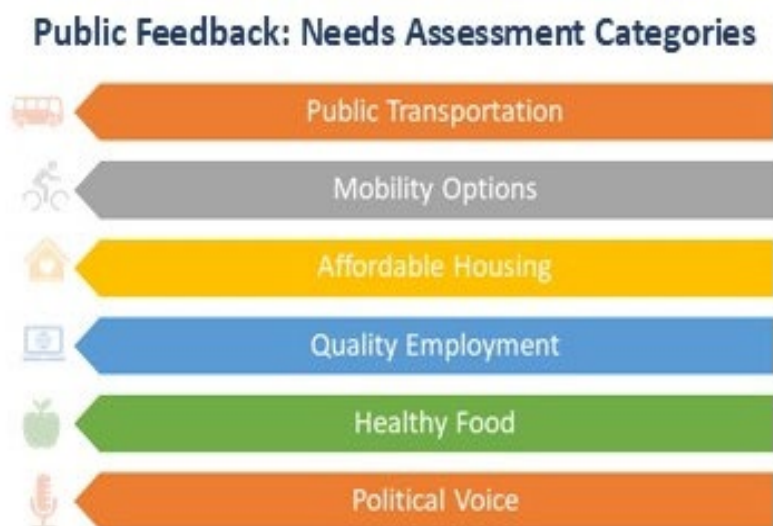 Public Feedback: Needs Assessment Categories
Public Transportation
Mobility Options
Affordable Housing
Quality Employment
Healthy Food
Political Voice